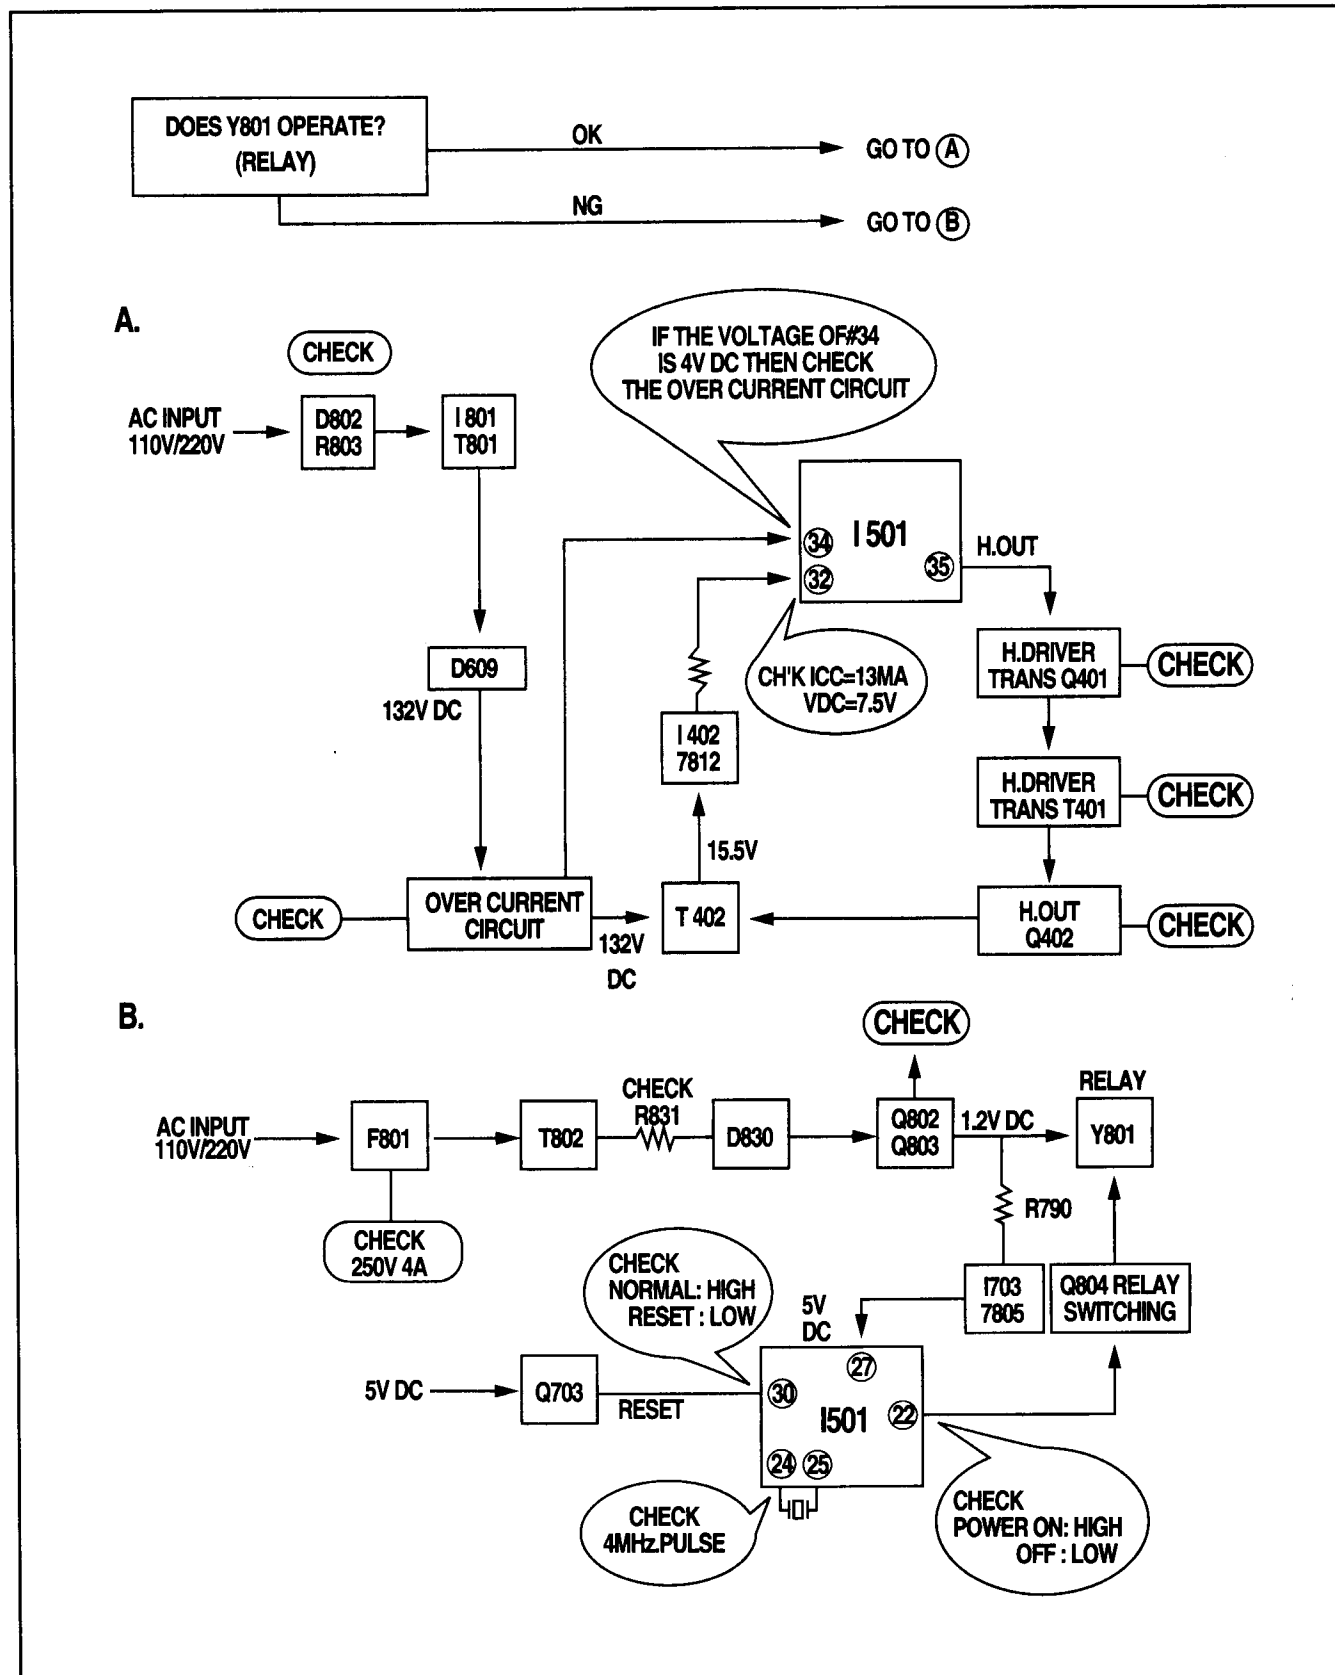 DOES Y801 OPERATE?
(RELAY)
OK
GO TO A
NG
GO TO B
A.
CHECK
AC INPUT
110V/220V
D802
R803
I 801
T801
IF THE VOLTAGE OF#34
IS 4V DC THEN CHECK
THE OVER CURRENT CIRCUIT
34
32
I 501
35
H.OUT
D609
132V DC
CH'K ICC=13MA
VDC=7.5V
I 402
7812
15.5V
H.DRIVER
TRANS Q401
CHECK
H.DRIVER
TRANS T401
CHECK
CHECK
OVER CURRENT
CIRCUIT
132V
DC
T 402
H.OUT
Q402
CHECK
B.
CHECK
AC INPUT
110V/220V
F801
CHECK
250V 4A
T802
CHECK
R831
D830
Q802
Q803
1.2V DC
RELAY
Y801
R790
I703
7805
Q804 RELAY
SWITCHING
CHECK
NORMAL: HIGH
RESET : LOW
5V
DC
5V DC
Q703
RESET
27
30
I501
22
24
25
CHECK
4MHz.PULSE
CHECK
POWER ON: HIGH
OFF : LOW